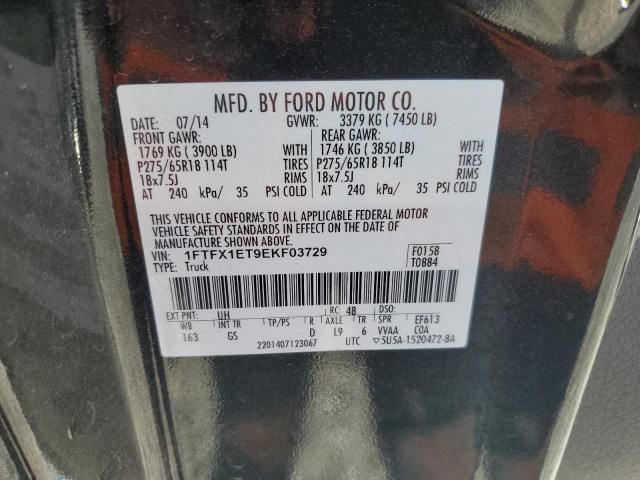 MFD. BY FORD MOTOR CO.
DATE: 07/14 GVWR: 3379 KG ( 7450 LB)
FRONT GAWR: REAR GAWR:
1769 KG ( 3900 LB) 1746 KG ( 3850 LB)
P275/65R18 114T TIRES P275/65R18 114T TIRES
18x7.5J RIMS 18x7.5J RIMS
AT 240 kPa/ 35 PSI COLD AT 240 kPa/ 35 PSI COLD
THIS VEHICLE CONFORMS TO ALL APPLICABLE FEDERAL MOTOR
VEHICLE SAFETY STANDARDS IN EFFECT ON THE DATE OF
MANUFACTURE SHOWN ABOVE.
VIN: 1FTFX1ET9EKF03729 F0158
TYPE: Truck T0884
EXT PNT: UH RC: 48 DSO:
WB INT TR TP/PS R AXLE TR SPR EF613
163 GS D L9 6 VVAA COA
2201407123067 UTC ▽5U5A-1520472-BA